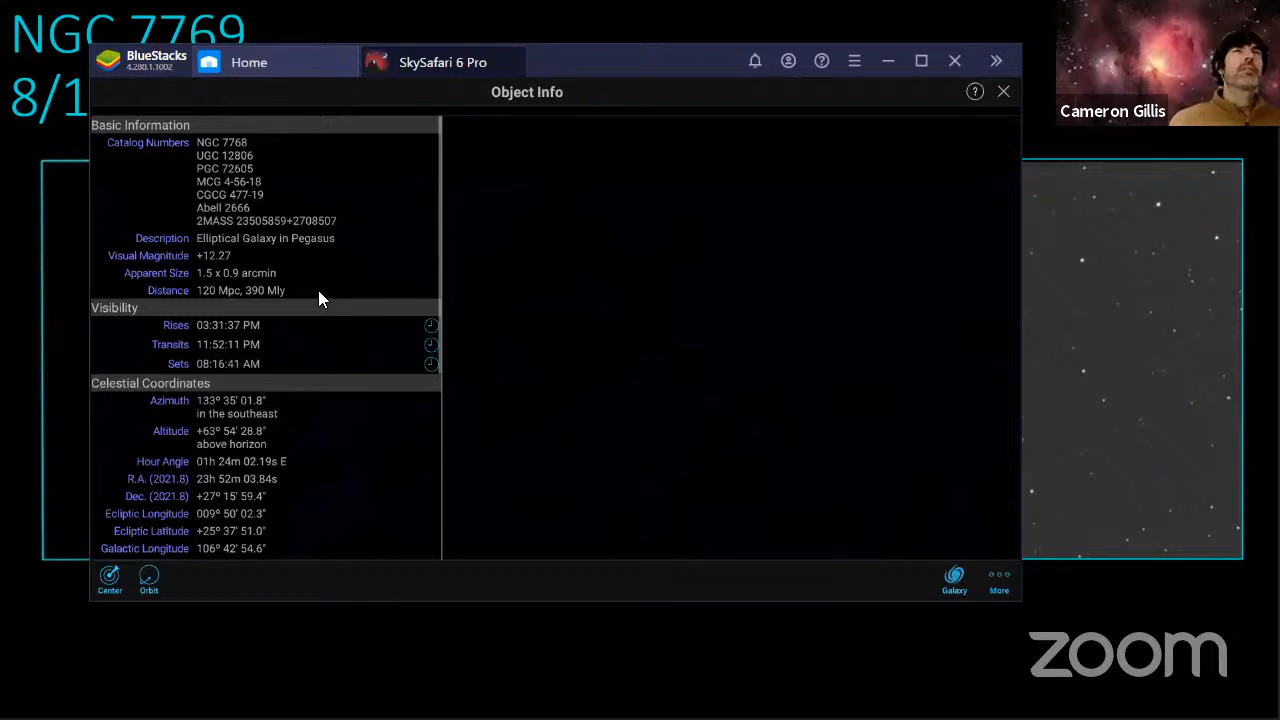 NGC 7769
8/1
BlueStacks
4.280.1.1002
Home
SkySafari 6 Pro
Cameron Gillis
Object Info
Basic Information
Catalog Numbers NGC 7768
UGC 12806
PGC 72605
MCG 4-56-18
CGCG 477-19
Abell 2666
2MASS 23505859+2708507
Description Elliptical Galaxy in Pegasus
Visual Magnitude +12.27
Apparent Size 1.5 x 0.9 arcmin
Distance 120 Mpc, 390 Mly
Visibility
Rises 03:31:37 PM
Transits 11:52:11 PM
Sets 08:16:41 AM
Celestial Coordinates
Azimuth 133º 35' 01.8"
in the southeast
Altitude +63º 54' 28.8"
above horizon
Hour Angle 01h 24m 02.19s E
R.A. (2021.8) 23h 52m 03.84s
Dec. (2021.8) +27º 15' 59.4"
Ecliptic Longitude 009º 50' 02.3"
Ecliptic Latitude +25º 37' 51.0"
Galactic Longitude 106º 42' 54.6"
Center
Orbit
Galaxy
More
zoom